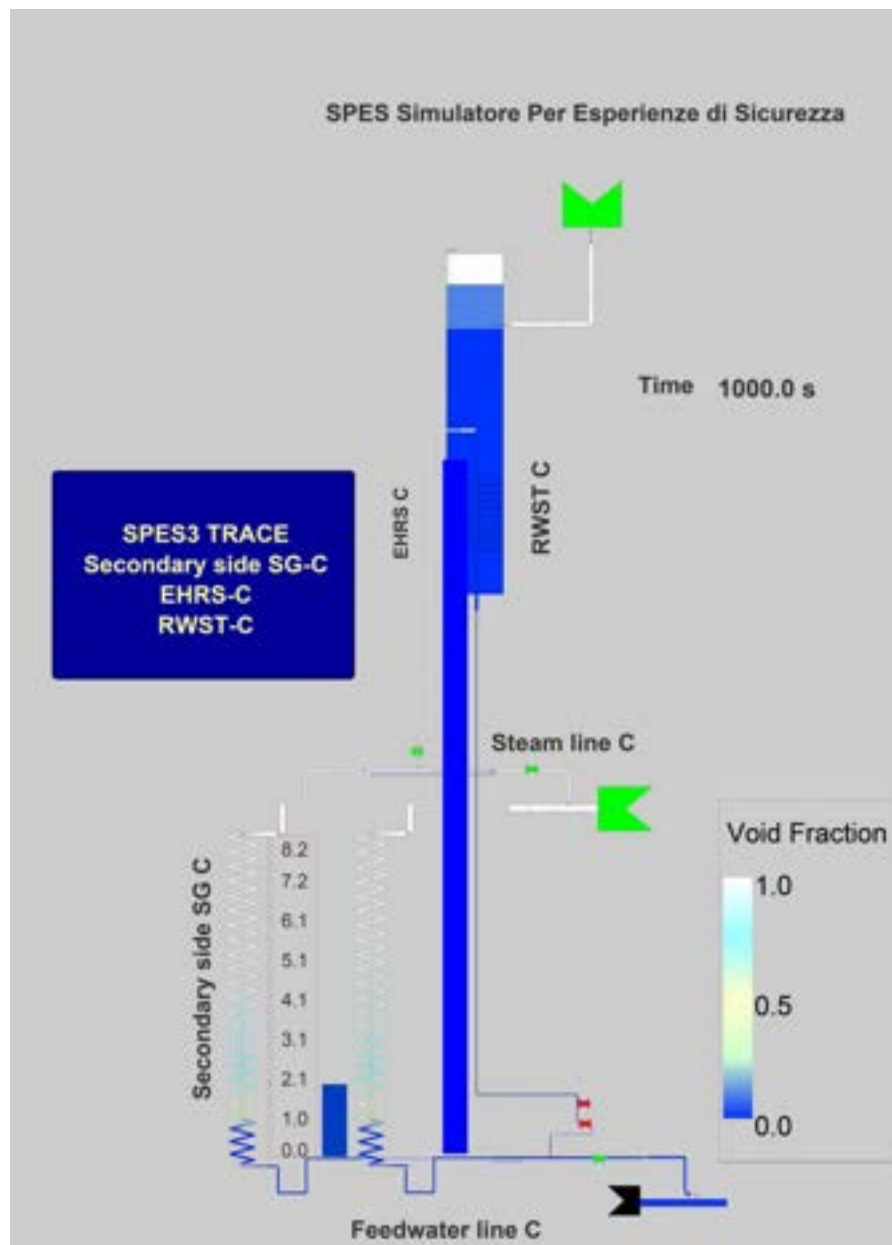 SPES Simulatore Per Esperienze di Sicurezza
Time 1000.0 s
EHRS C
RWST C
SPES3 TRACE
Secondary side SG-C
EHRS-C
RWST-C
Steam line C
Void Fraction
1.0
0.5
0.0
Secondary side SG C
8.2
7.2
6.1
5.1
4.1
3.1
2.1
1.0
0.0
Feedwater line C